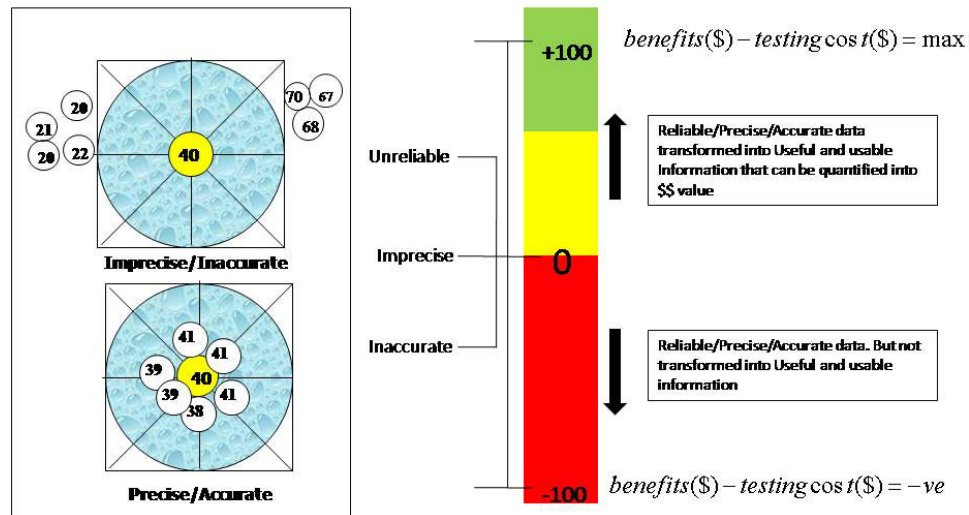 20
21
20
22
70
67
68
40
Imprecise/Inaccurate
41
41
39
40
39
41
38
Precise/Accurate
Unreliable
Imprecise
Inaccurate
+100
0
-100
benefits($) – testing cos t($) = max
Reliable/Precise/Accurate data
transformed into Useful and usable
Information that can be quantified into
$$ value
Reliable/Precise/Accurate data. But not
transformed into Useful and usable
information
benefits($) – testing cos t($) = –ve